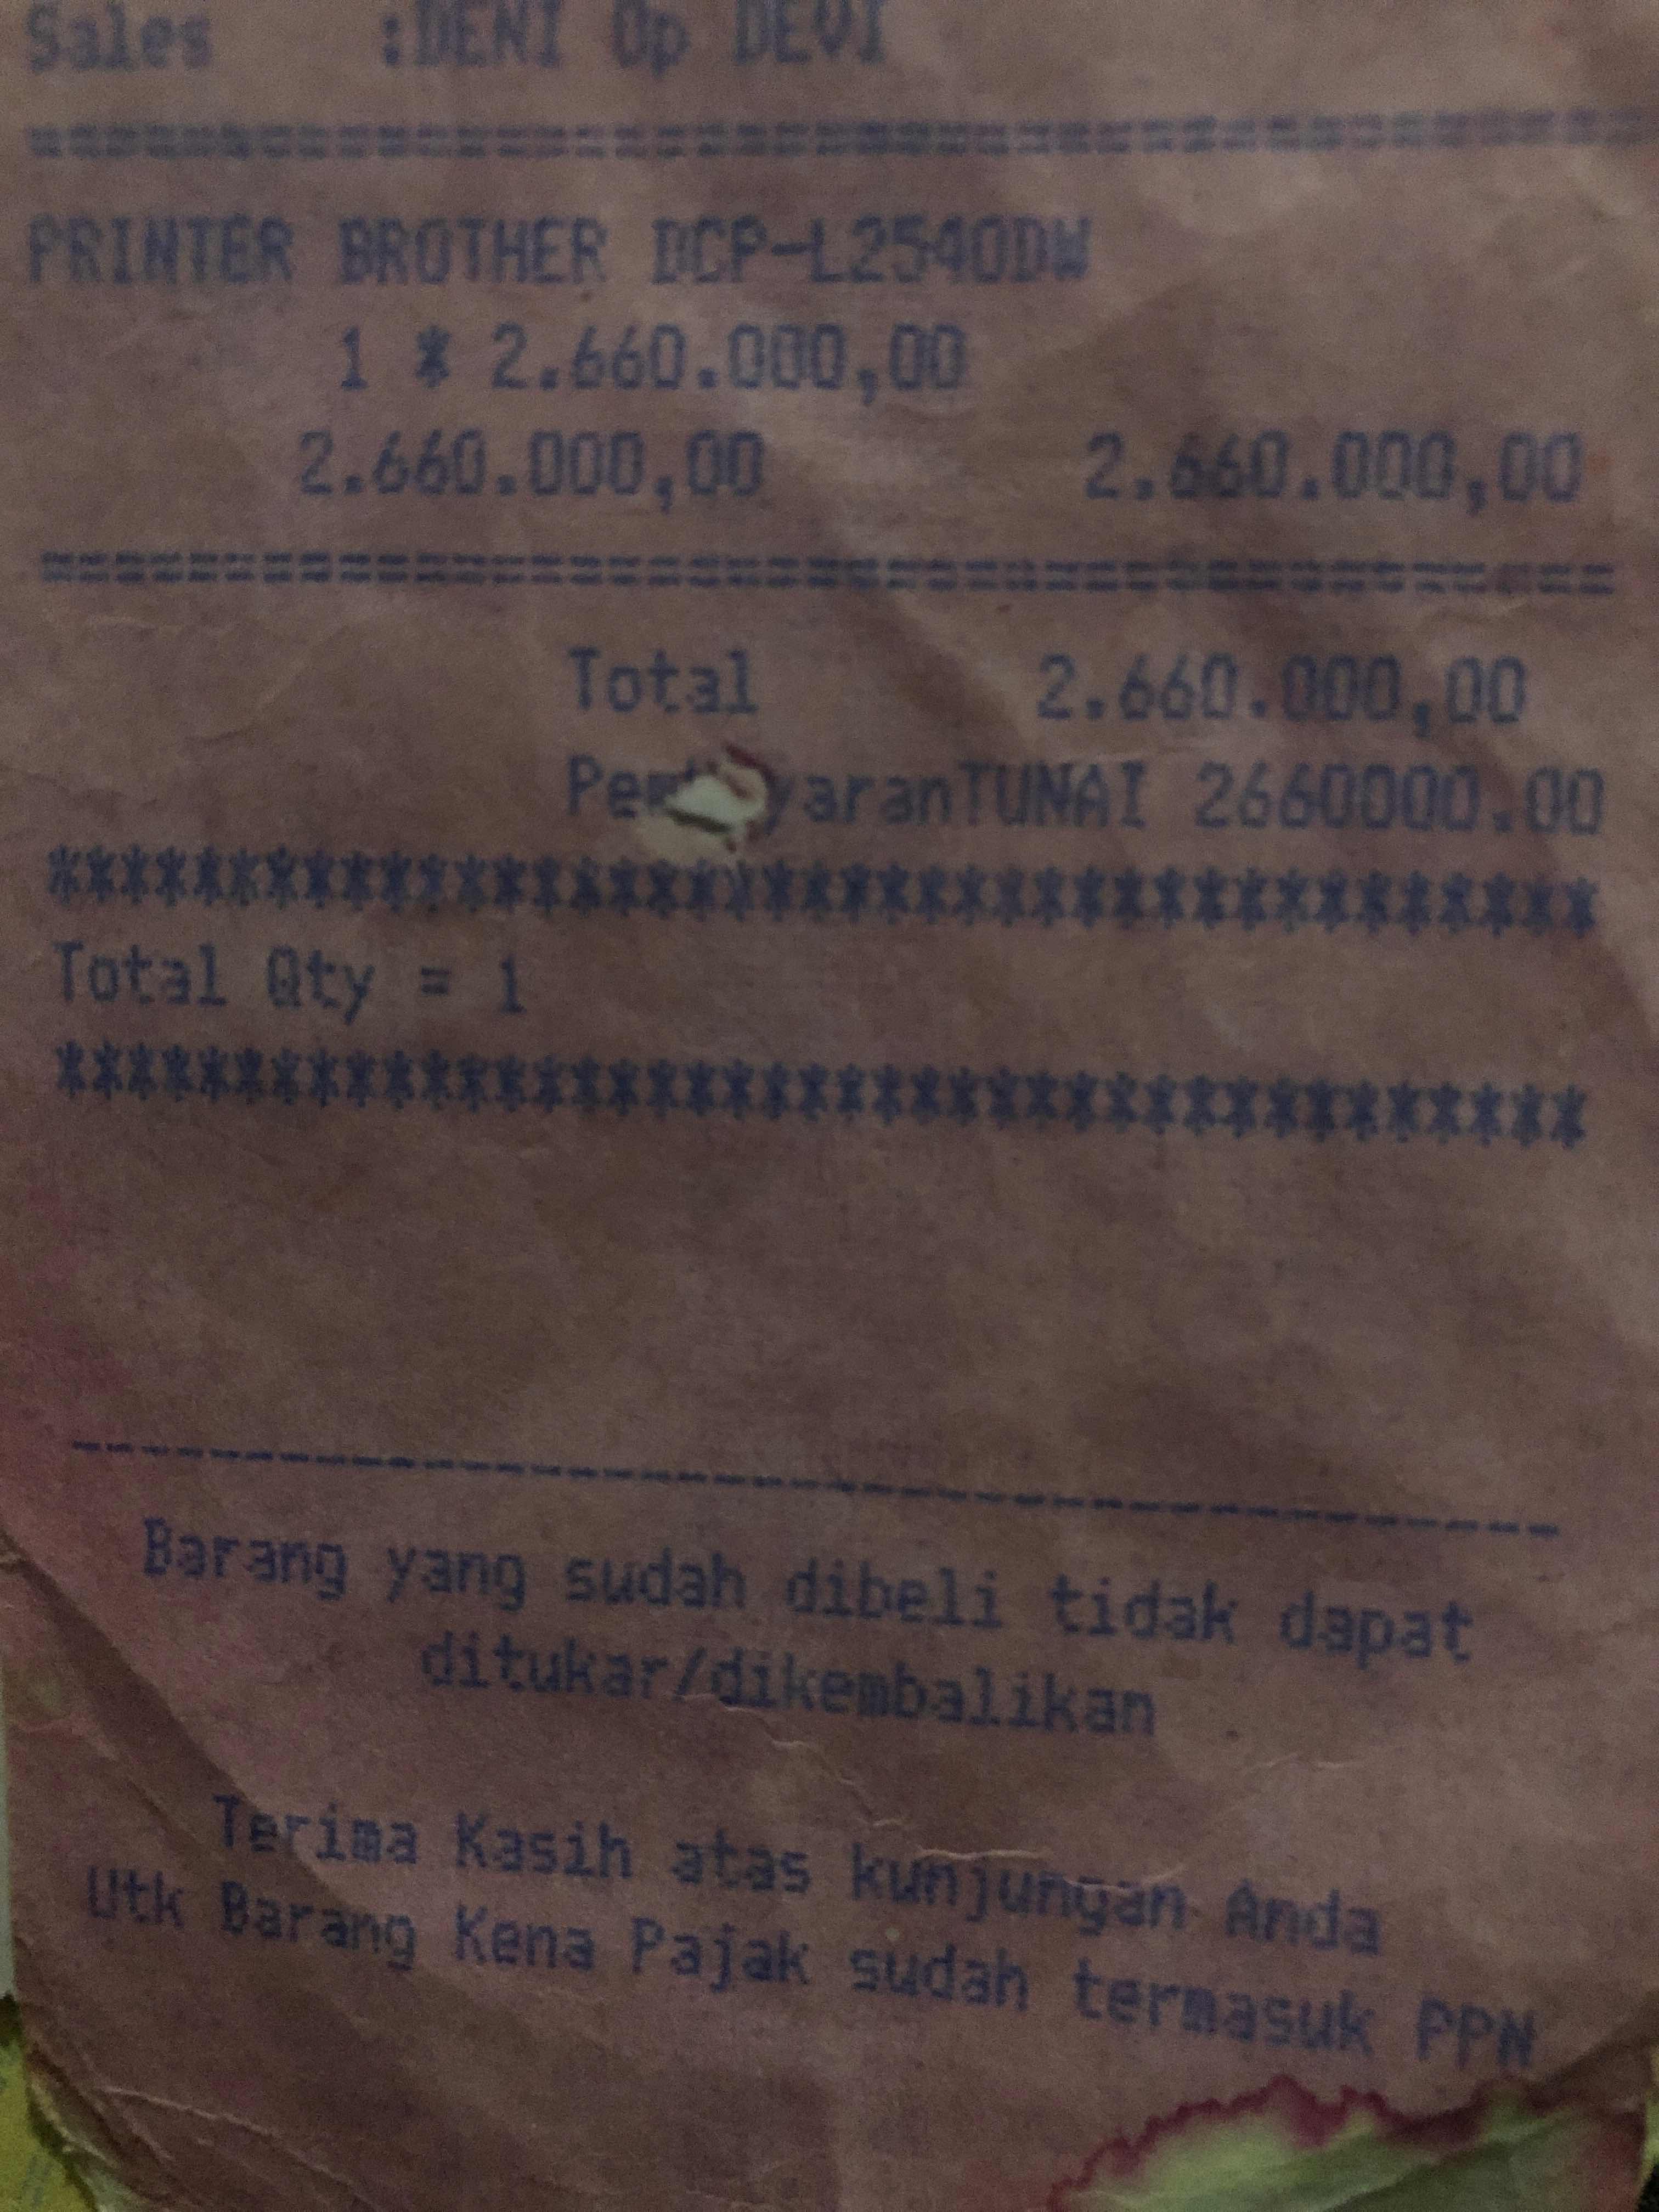 Sales :DENI Op DEVI
========================================
PRINTER BROTHER DCP-L2540DW
1 * 2.660.000,00
2.660.000,00 2.660.000,00
========================================
Total 2.660.000,00
TUNAI 2660000.00
****************************************
Total Qty = 1
****************************************
----------------------------------------
Barang yang sudah dibeli tidak dapat
ditukar/dikembalikan
Terima Kasih atas kunjungan Anda
Utk Barang Kena Pajak sudah termasuk PPN